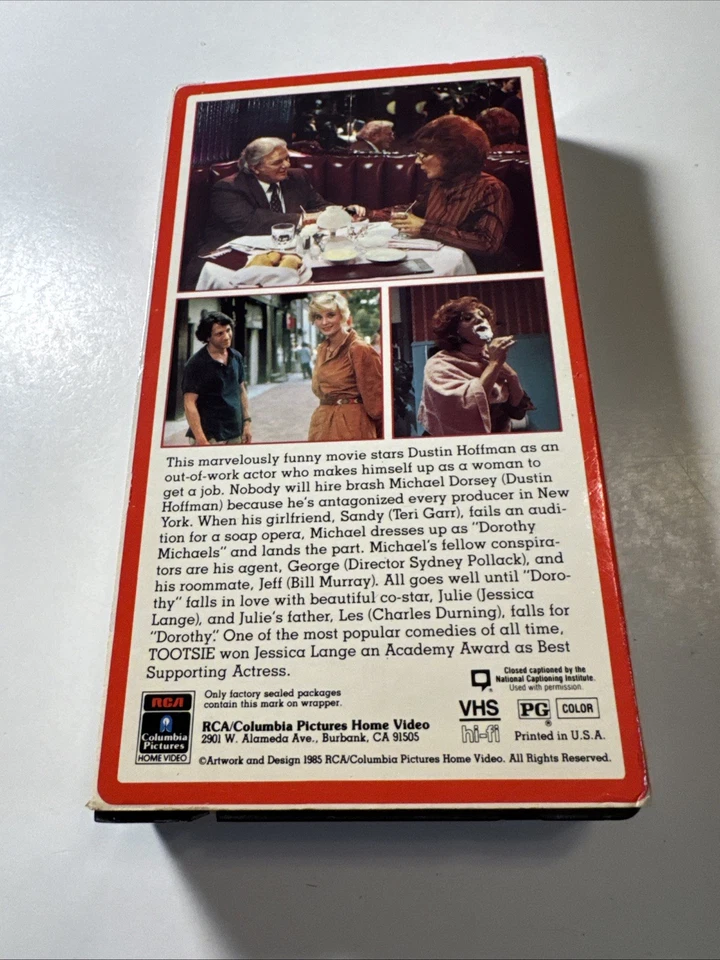 This marvelously funny movie stars Dustin Hoffman as an
out-of-work actor who makes himself up as a woman to
get a job. Nobody will hire brash Michael Dorsey (Dustin
Hoffman) because he's antagonized every producer in New
York. When his girlfriend, Sandy (Teri Garr), fails an audi-
tion for a soap opera, Michael dresses up as "Dorothy
Michaels" and lands the part. Michael's fellow conspira-
tors are his agent, George (Director Sydney Pollack), and
his roommate, Jeff (Bill Murray). All goes well until "Doro-
thy" falls in love with beautiful co-star, Julie (Jessica
Lange), and Julie's father, Les (Charles Durning), falls for
"Dorothy." One of the most popular comedies of all time,
TOOTSIE won Jessica Lange an Academy Award as Best
Supporting Actress.
Closed captioned by the
National Captioning Institute.
Used with permission.
RCA
Columbia
Pictures
HOME VIDEO
Only factory sealed packages
contain this mark on wrapper.
RCA/Columbia Pictures Home Video
2901 W. Alameda Ave., Burbank, CA 91505
VHS
hi-fi
PG
®
COLOR
Printed in U.S.A.
©Artwork and Design 1985 RCA/Columbia Pictures Home Video. All Rights Reserved.